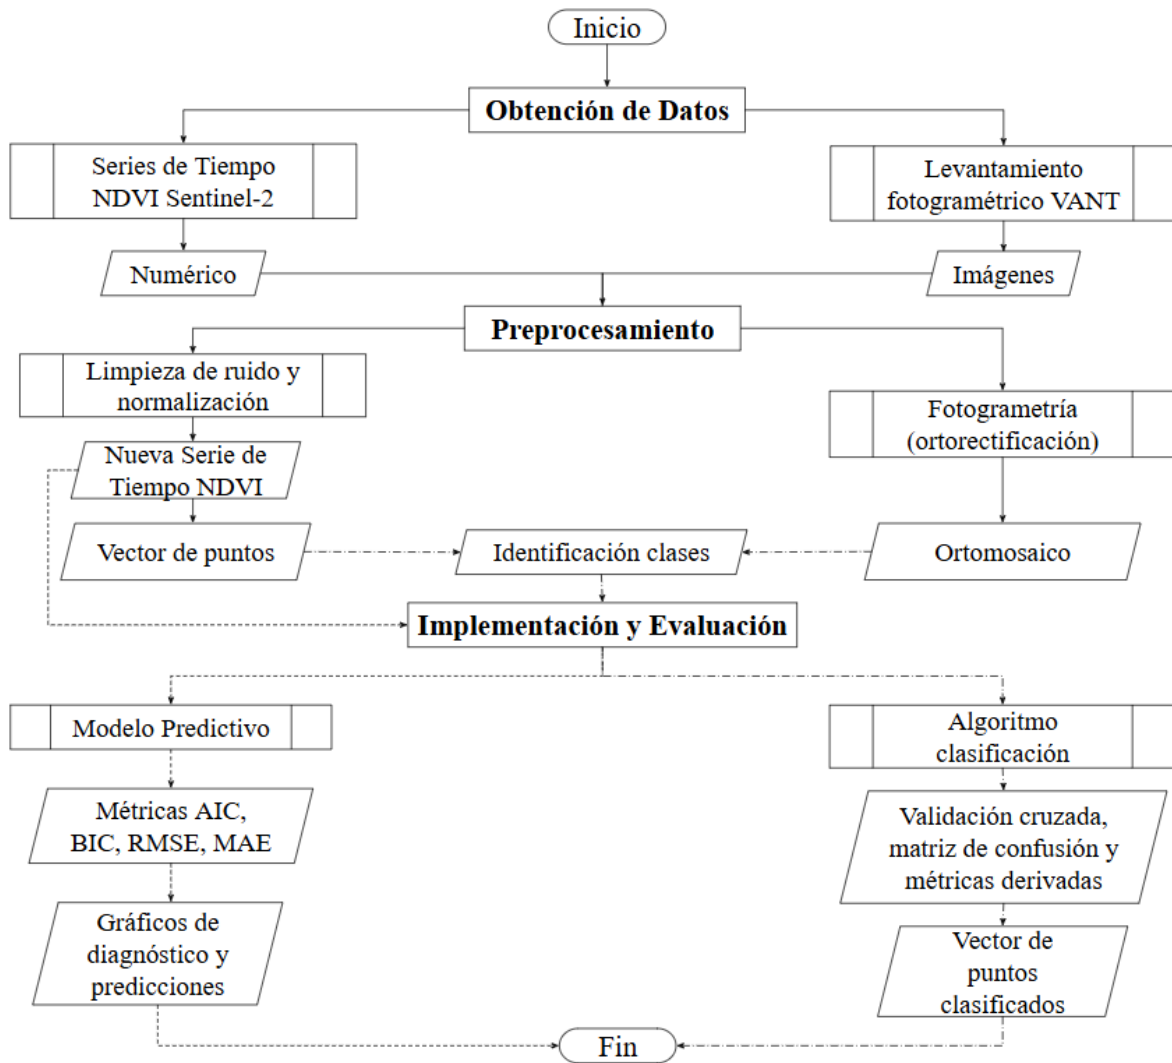 Inicio
Obtención de Datos
Series de Tiempo
NDVI Sentinel-2
Levantamiento
fotogramétrico VANT
Numérico
Imágenes
Preprocesamiento
Limpieza de ruido y
normalización
Fotogrametría
(ortorectificación)
Nueva Serie de
Tiempo NDVI
Vector de puntos
Identificación clases
Ortomosaico
Implementación y Evaluación
Modelo Predictivo
Algoritmo
clasificación
Métricas AIC,
BIC, RMSE, MAE
Validación cruzada,
matriz de confusión y
métricas derivadas
Gráficos de
diagnóstico y
predicciones
Vector de
puntos
clasificados
Fin